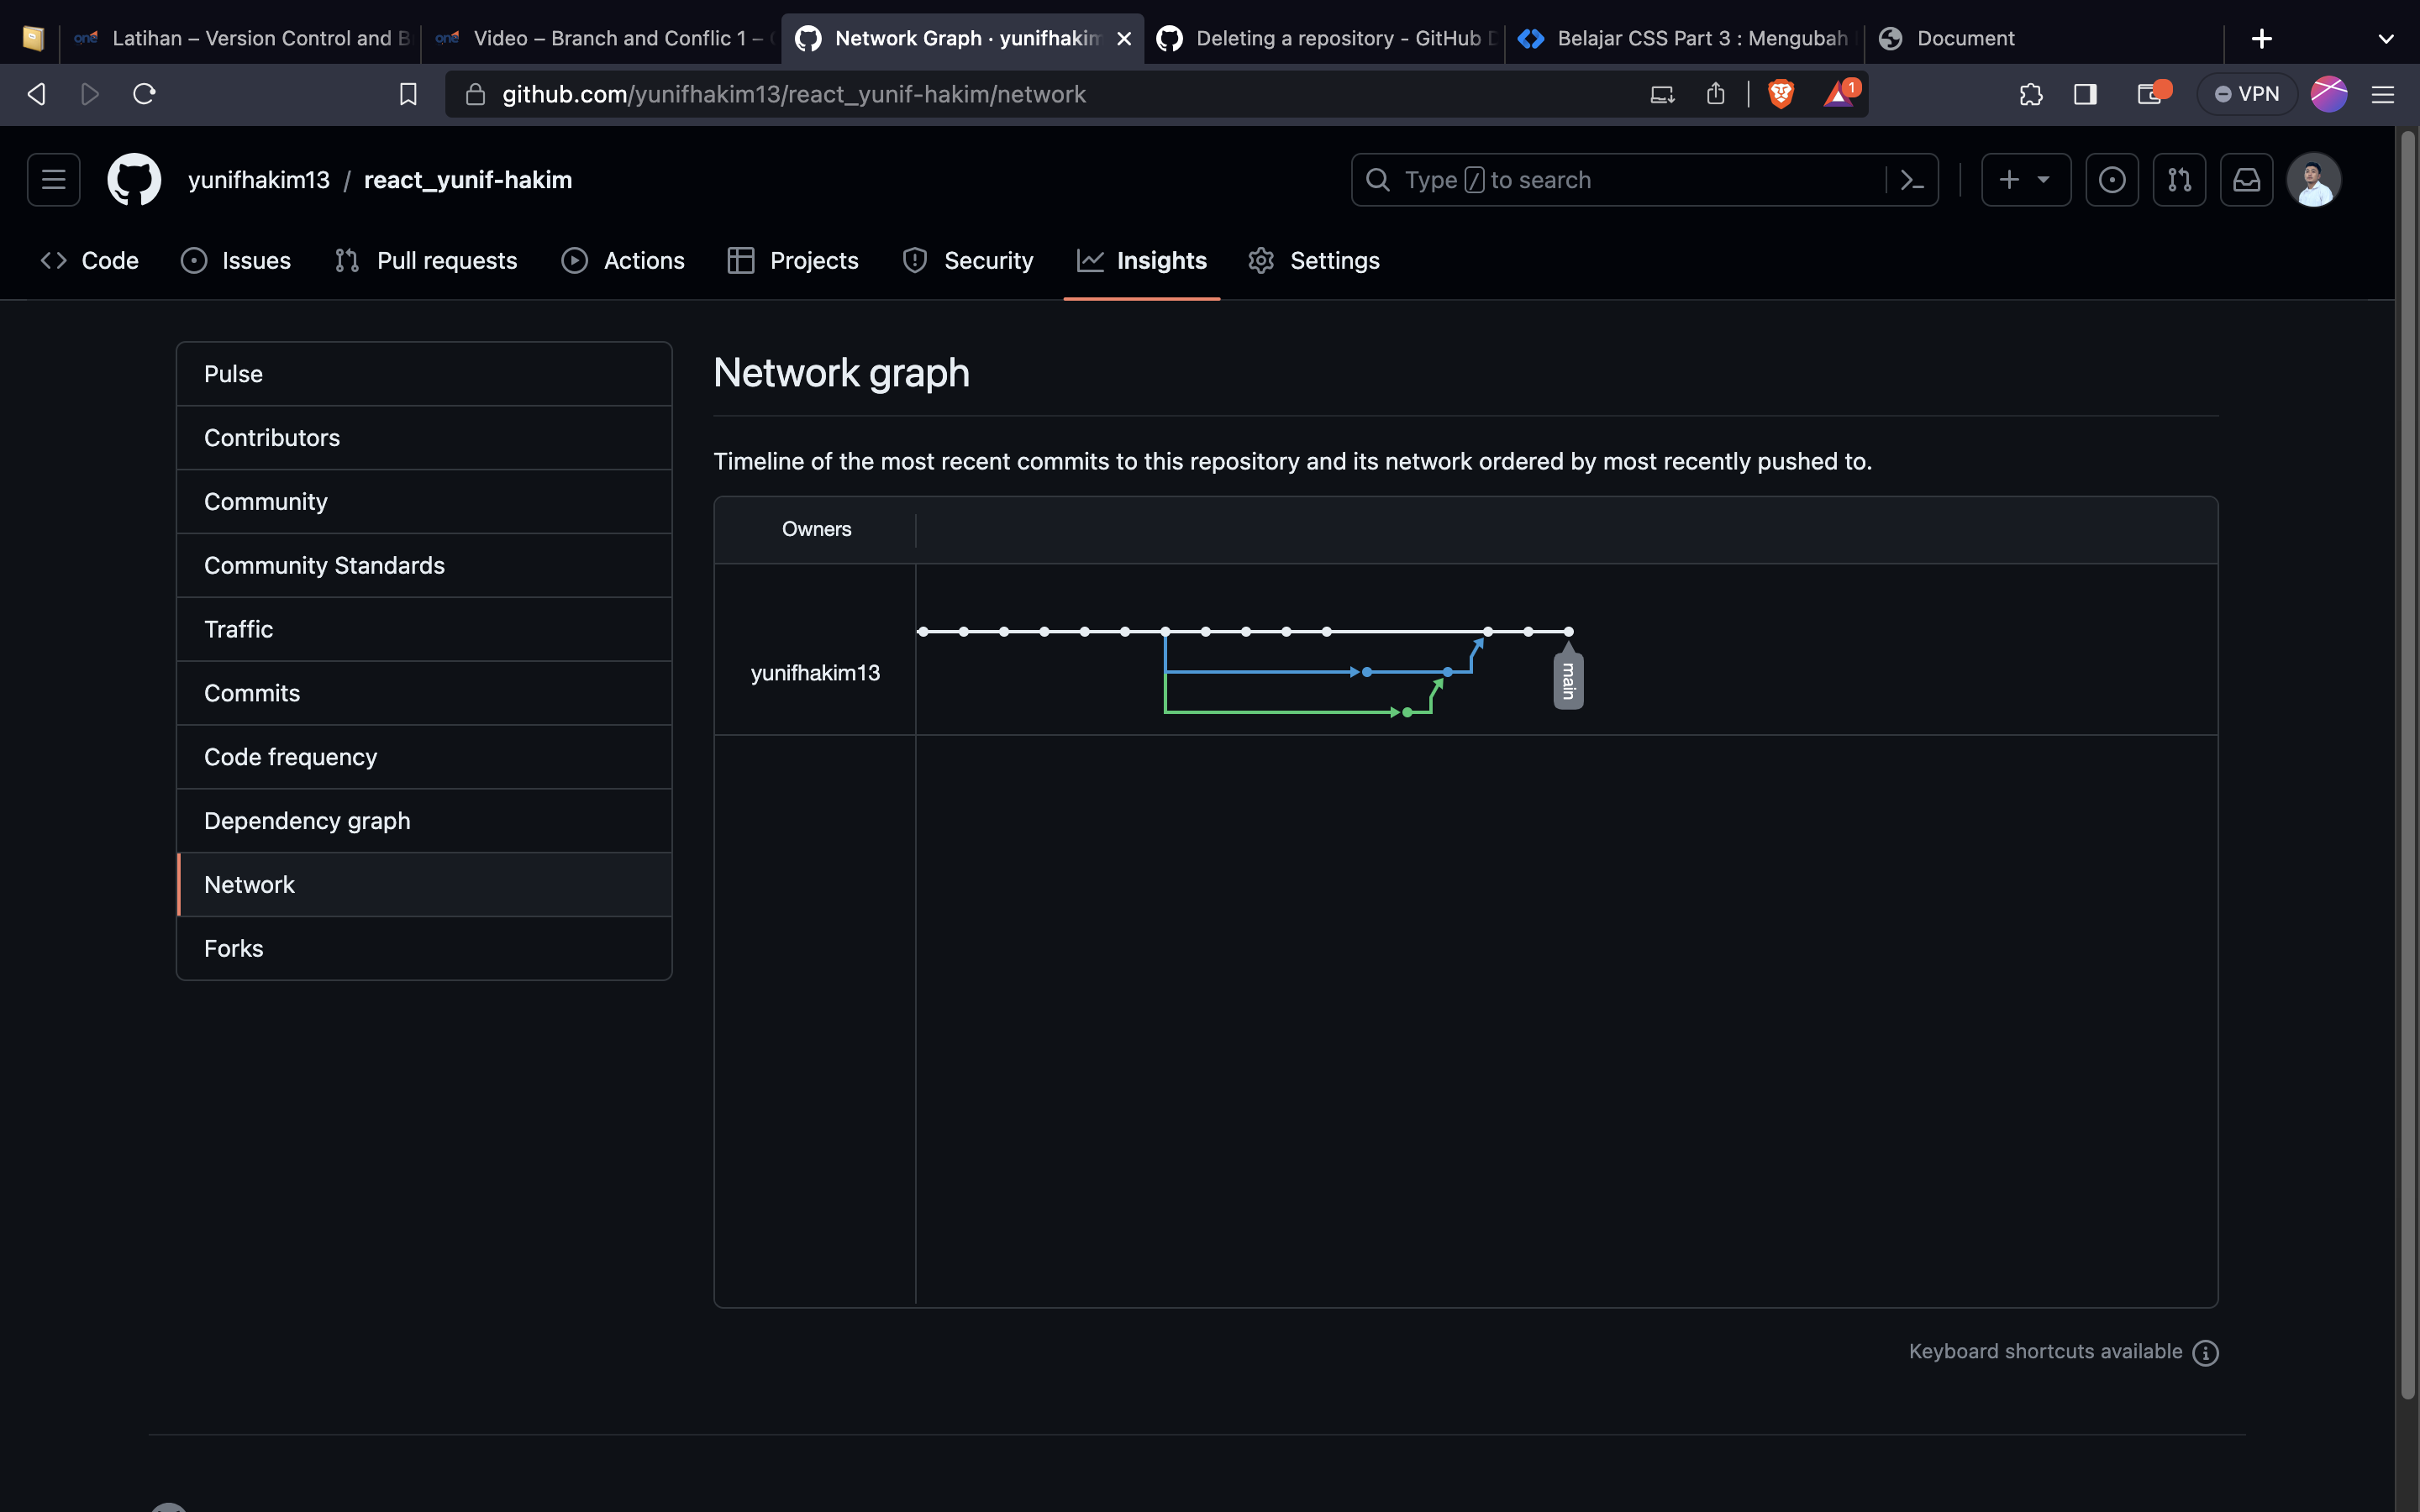 one Latihan – Version Control and B
one Video – Branch and Conflic 1 –
Network Graph · yunifhakim
Deleting a repository - GitHub D
Belajar CSS Part 3 : Mengubah
Document
github.com/yunifhakim13/react_yunif-hakim/network
1
VPN
yunifhakim13 / react_yunif-hakim
Type / to search
Code
Issues
Pull requests
Actions
Projects
Security
Insights
Settings
Pulse
Contributors
Community
Community Standards
Traffic
Commits
Code frequency
Dependency graph
Network
Forks
Network graph
Timeline of the most recent commits to this repository and its network ordered by most recently pushed to.
Owners
yunifhakim13
main
Keyboard shortcuts available